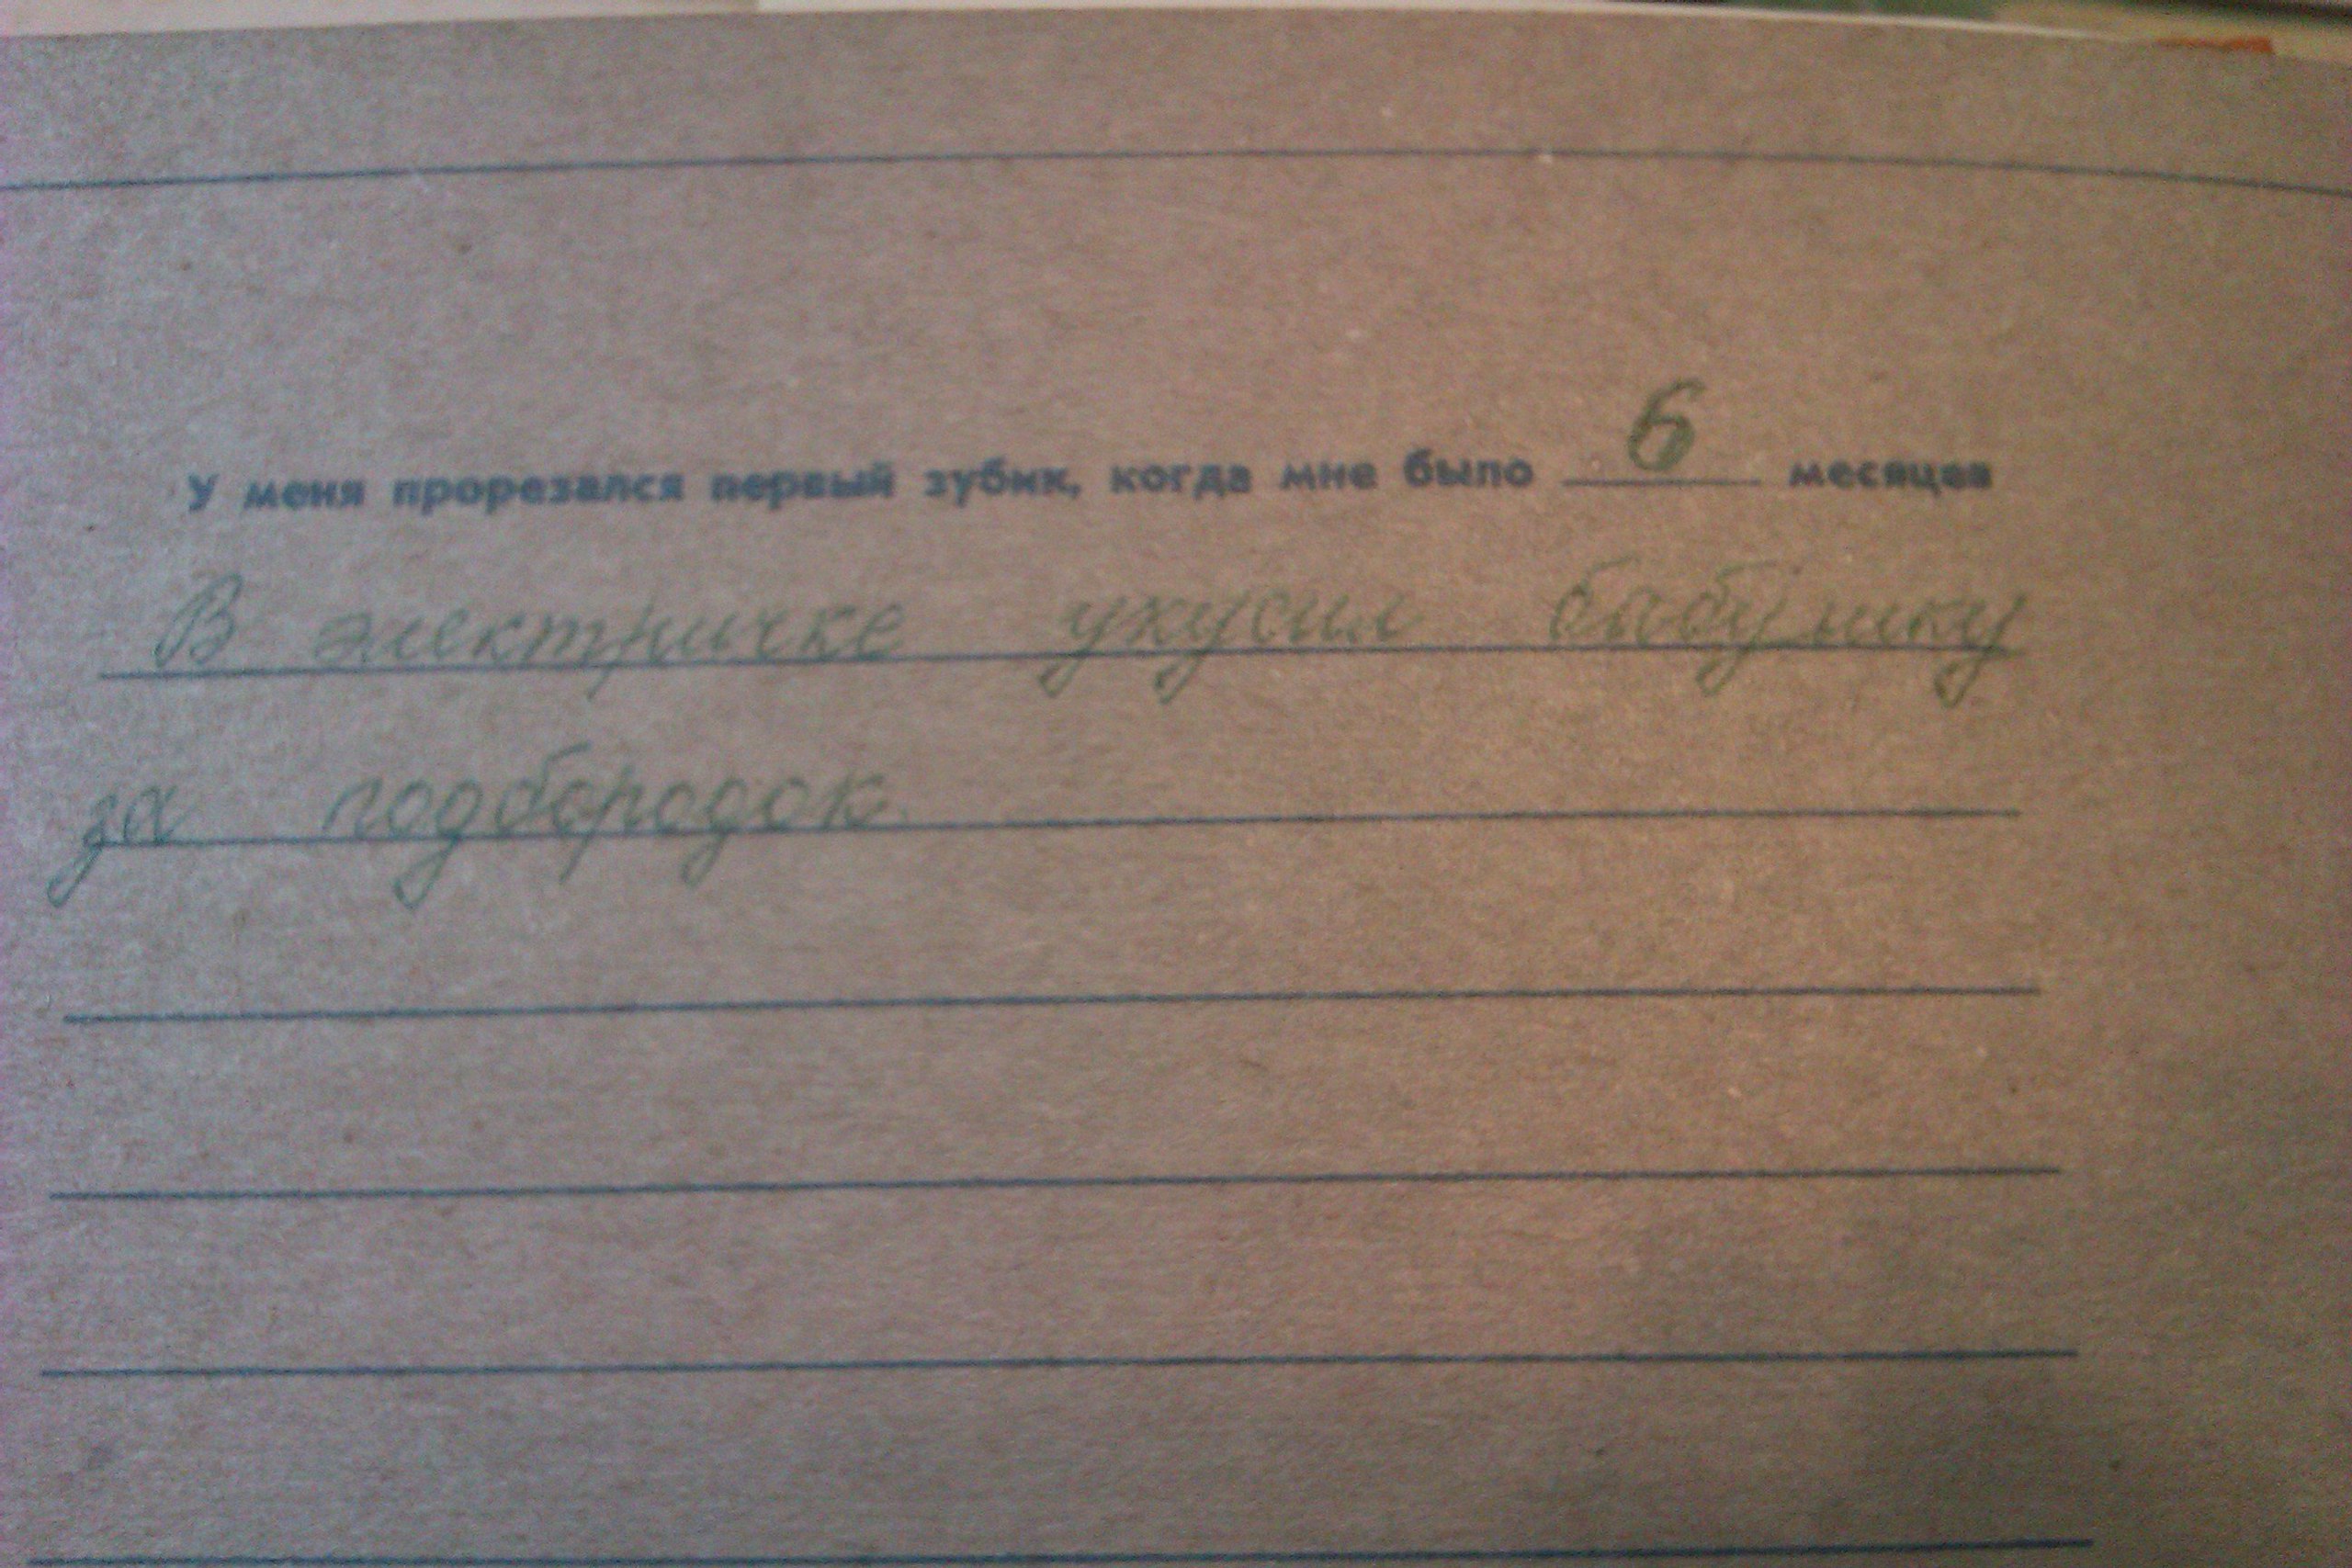 У меня прорезался первый зубик, когда мне было 6 месяцев
В электричке укусил бабушку
за подбородок.